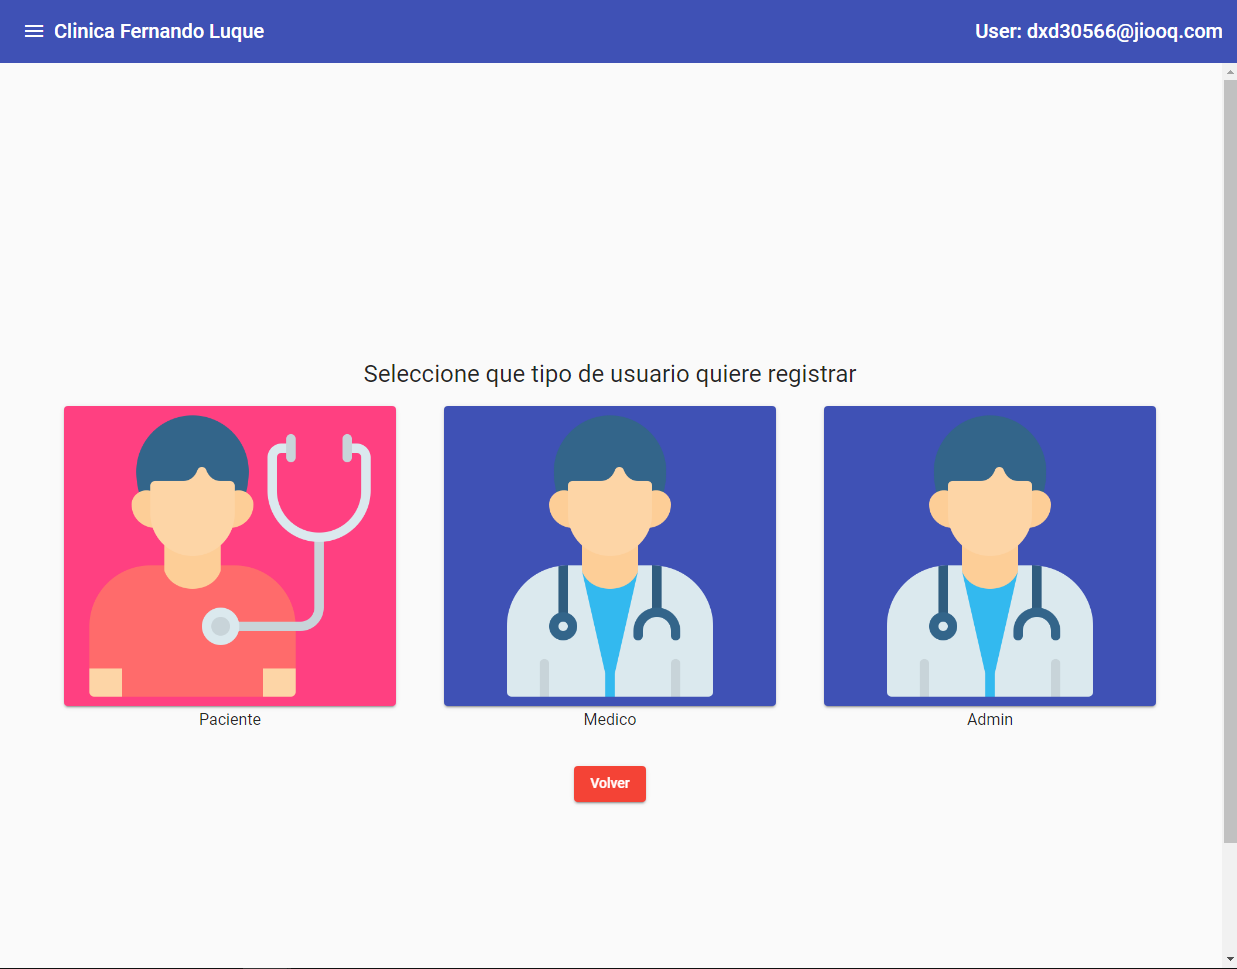 Clinica Fernando Luque
User: dxd30566@jiooq.com
Seleccione que tipo de usuario quiere registrar
Paciente
Medico
Admin
Volver